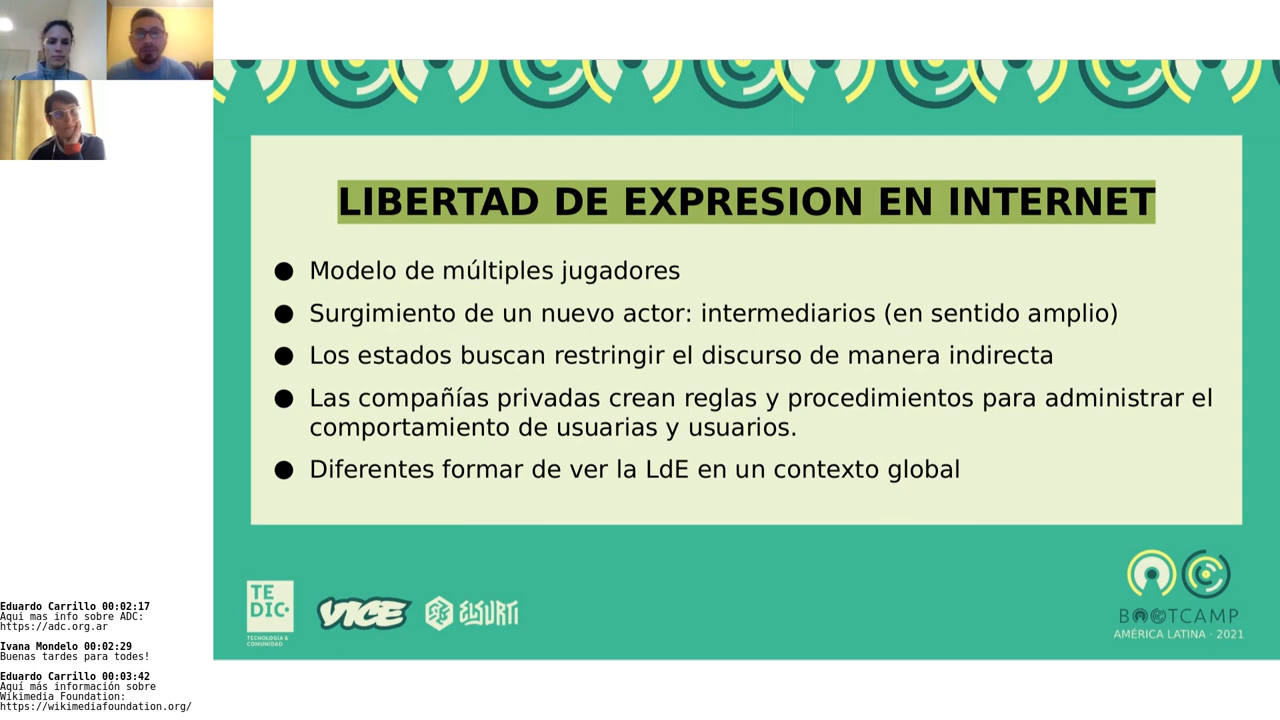 LIBERTAD DE EXPRESION EN INTERNET
● Modelo de múltiples jugadores
● Surgimiento de un nuevo actor: intermediarios (en sentido amplio)
● Los estados buscan restringir el discurso de manera indirecta
● Las compañías privadas crean reglas y procedimientos para administrar el
comportamiento de usuarias y usuarios.
● Diferentes formar de ver la LdE en un contexto global
TE
DIC
TECNOLOGÍA &
COMUNIDAD
VICE
ELSURTI
BOOTCAMP
AMÉRICA LATINA · 2021
Eduardo Carrillo 00:02:17
Aqui mas info sobre ADC:
https://adc.org.ar
Ivana Mondelo 00:02:29
Buenas tardes para todes!
Eduardo Carrillo 00:03:42
Aquí más información sobre
Wikimedia Foundation:
https://wikimediafoundation.org/